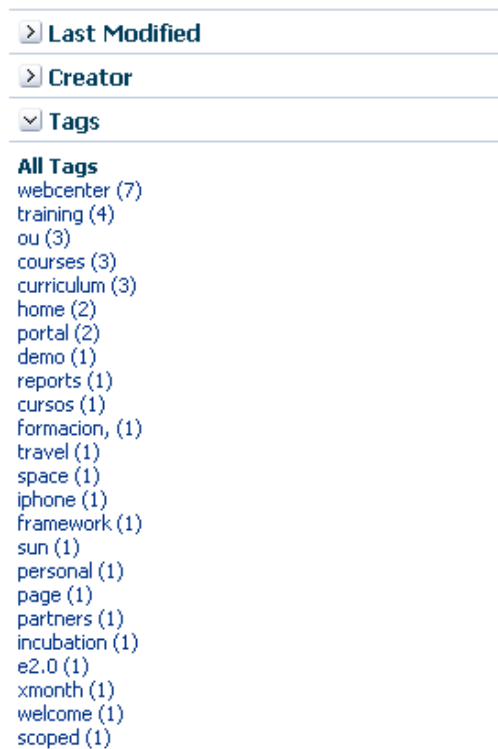 Last Modified
Creator
Tags
All Tags
webcenter (7)
training (4)
ou (3)
courses (3)
curriculum (3)
home (2)
portal (2)
demo (1)
reports (1)
cursos (1)
formacion, (1)
travel (1)
space (1)
iphone (1)
framework (1)
sun (1)
personal (1)
page (1)
partners (1)
incubation (1)
e2.0 (1)
xmonth (1)
welcome (1)
scoped (1)